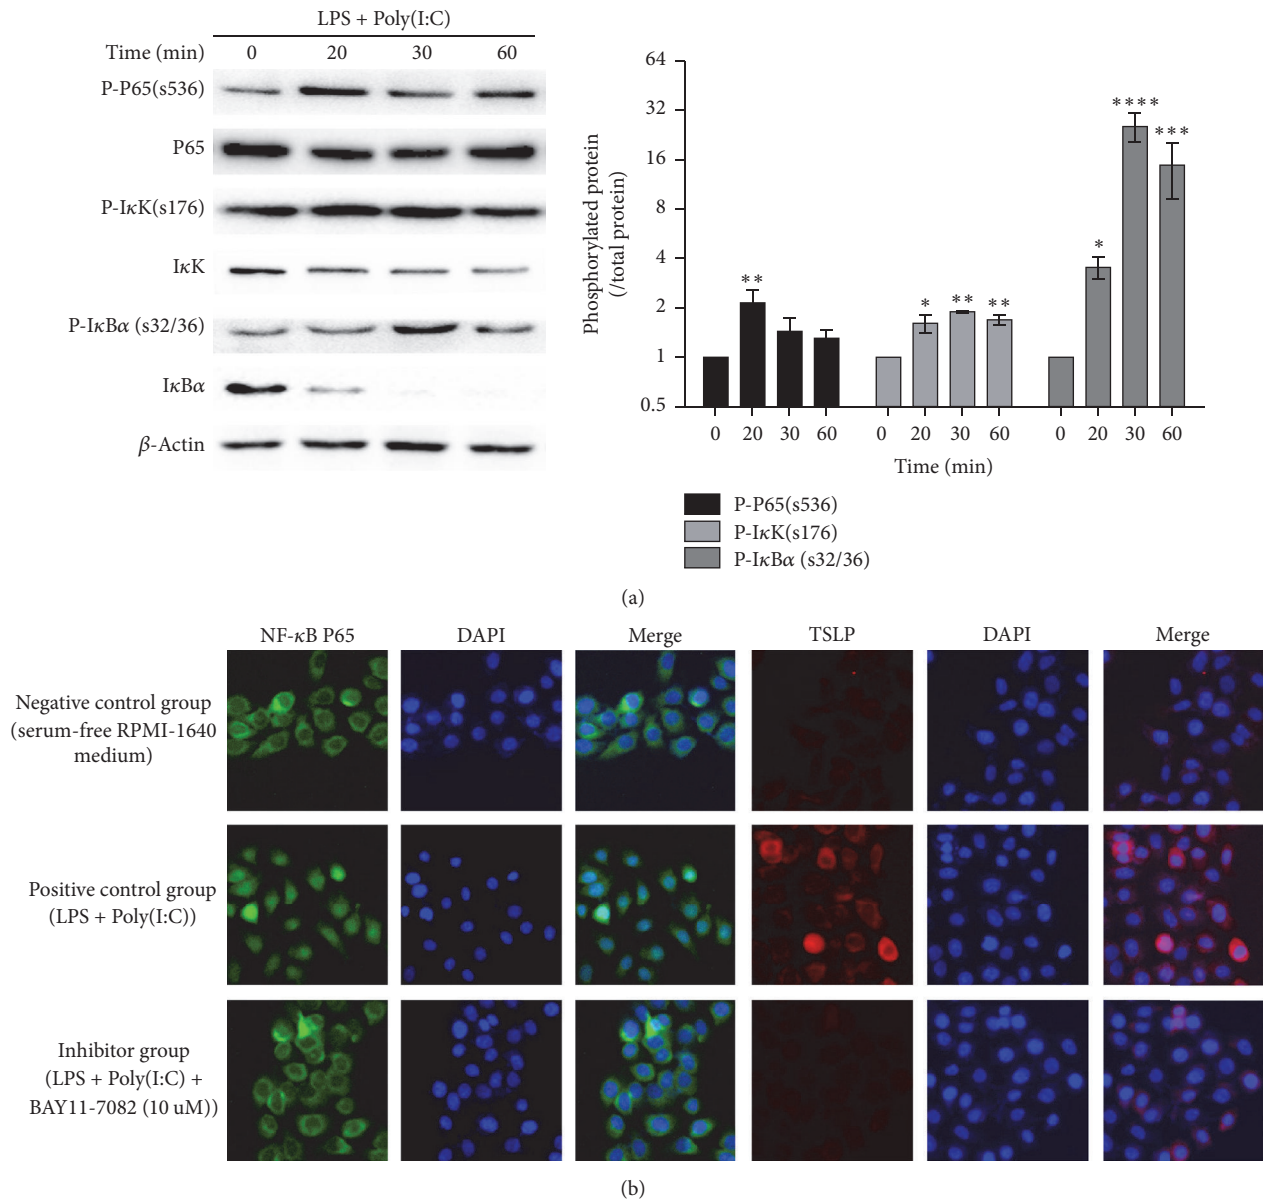 LPS + Poly(I:C)
Time (min) 0 20 30 60
P-P65(s536)
P65
P-IκK(s176)
IκK
P-IκBα (s32/36)
IκBα
β-Actin
Phosphorylated protein
(/total protein)
64
32
16
8
4
2
1
0.5
**
* ** **
* **** ***
0 20 30 60 0 20 30 60 0 20 30 60
Time (min)
P-P65(s536)
P-IκK(s176)
P-IκBα (s32/36)
(a)
NF-κB P65 DAPI Merge TSLP DAPI Merge
Negative control group
(serum-free RPMI-1640
medium)
Positive control group
(LPS + Poly(I:C))
Inhibitor group
(LPS + Poly(I:C) +
BAY11-7082 (10 uM))
(b)